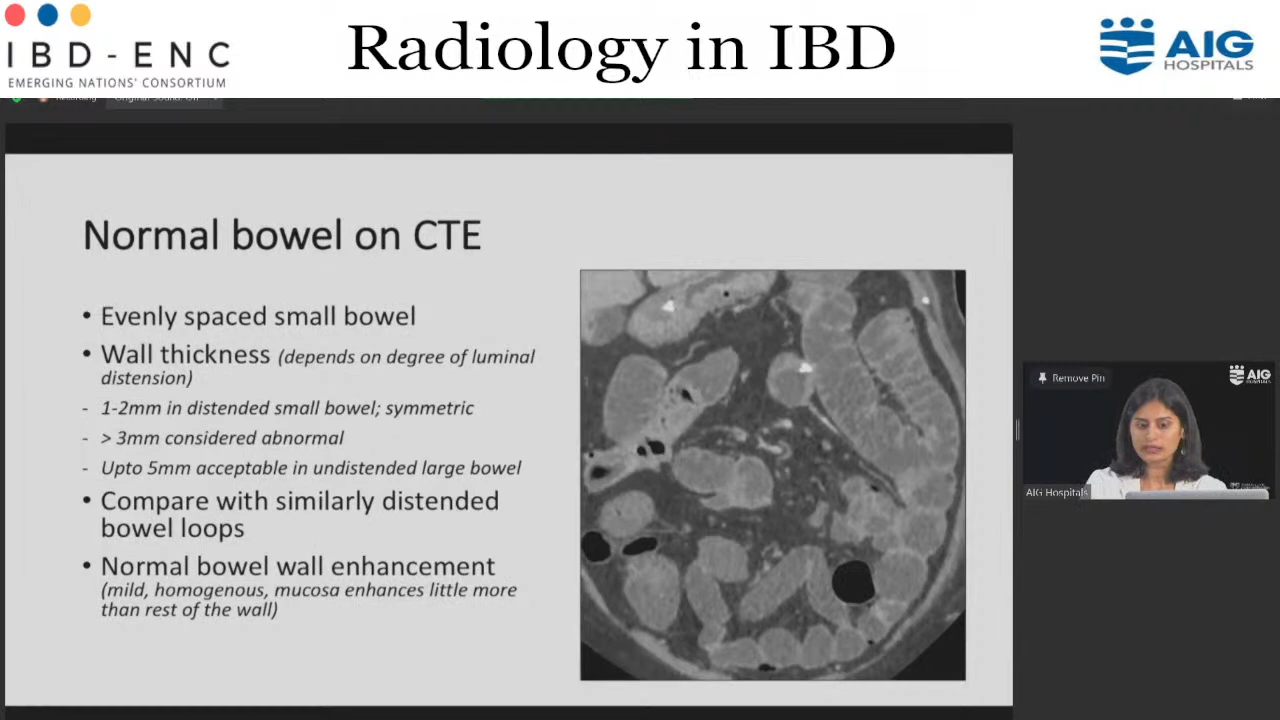 IBD-ENC
EMERGING NATIONS' CONSORTIUM
Radiology in IBD
AIG
HOSPITALS
Normal bowel on CTE
• Evenly spaced small bowel
• Wall thickness (depends on degree of luminal
distension)
- 1-2mm in distended small bowel; symmetric
- > 3mm considered abnormal
- Upto 5mm acceptable in undistended large bowel
• Compare with similarly distended
bowel loops
• Normal bowel wall enhancement
(mild, homogenous, mucosa enhances little more
than rest of the wall)
Remove Pin
AIG
AIG Hospitals